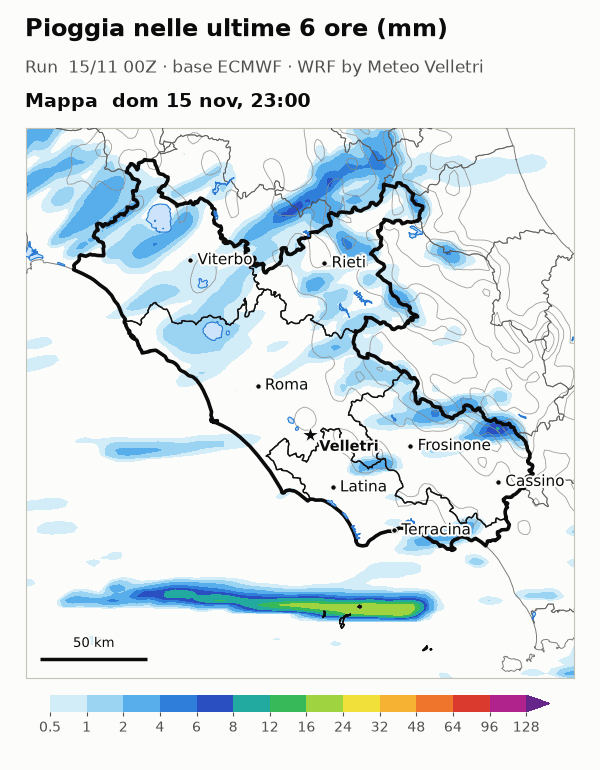 Pioggia nelle ultime 6 ore (mm)
Run  15/11 00Z · base ECMWF · WRF by Meteo Velletri
Mappa  dom 15 nov, 23:00
Viterbo
Rieti
Roma
Velletri
Frosinone
Latina
Cassino
Terracina
50 km
0.5 1 2 4 6 8 12 16 24 32 48 64 96 128